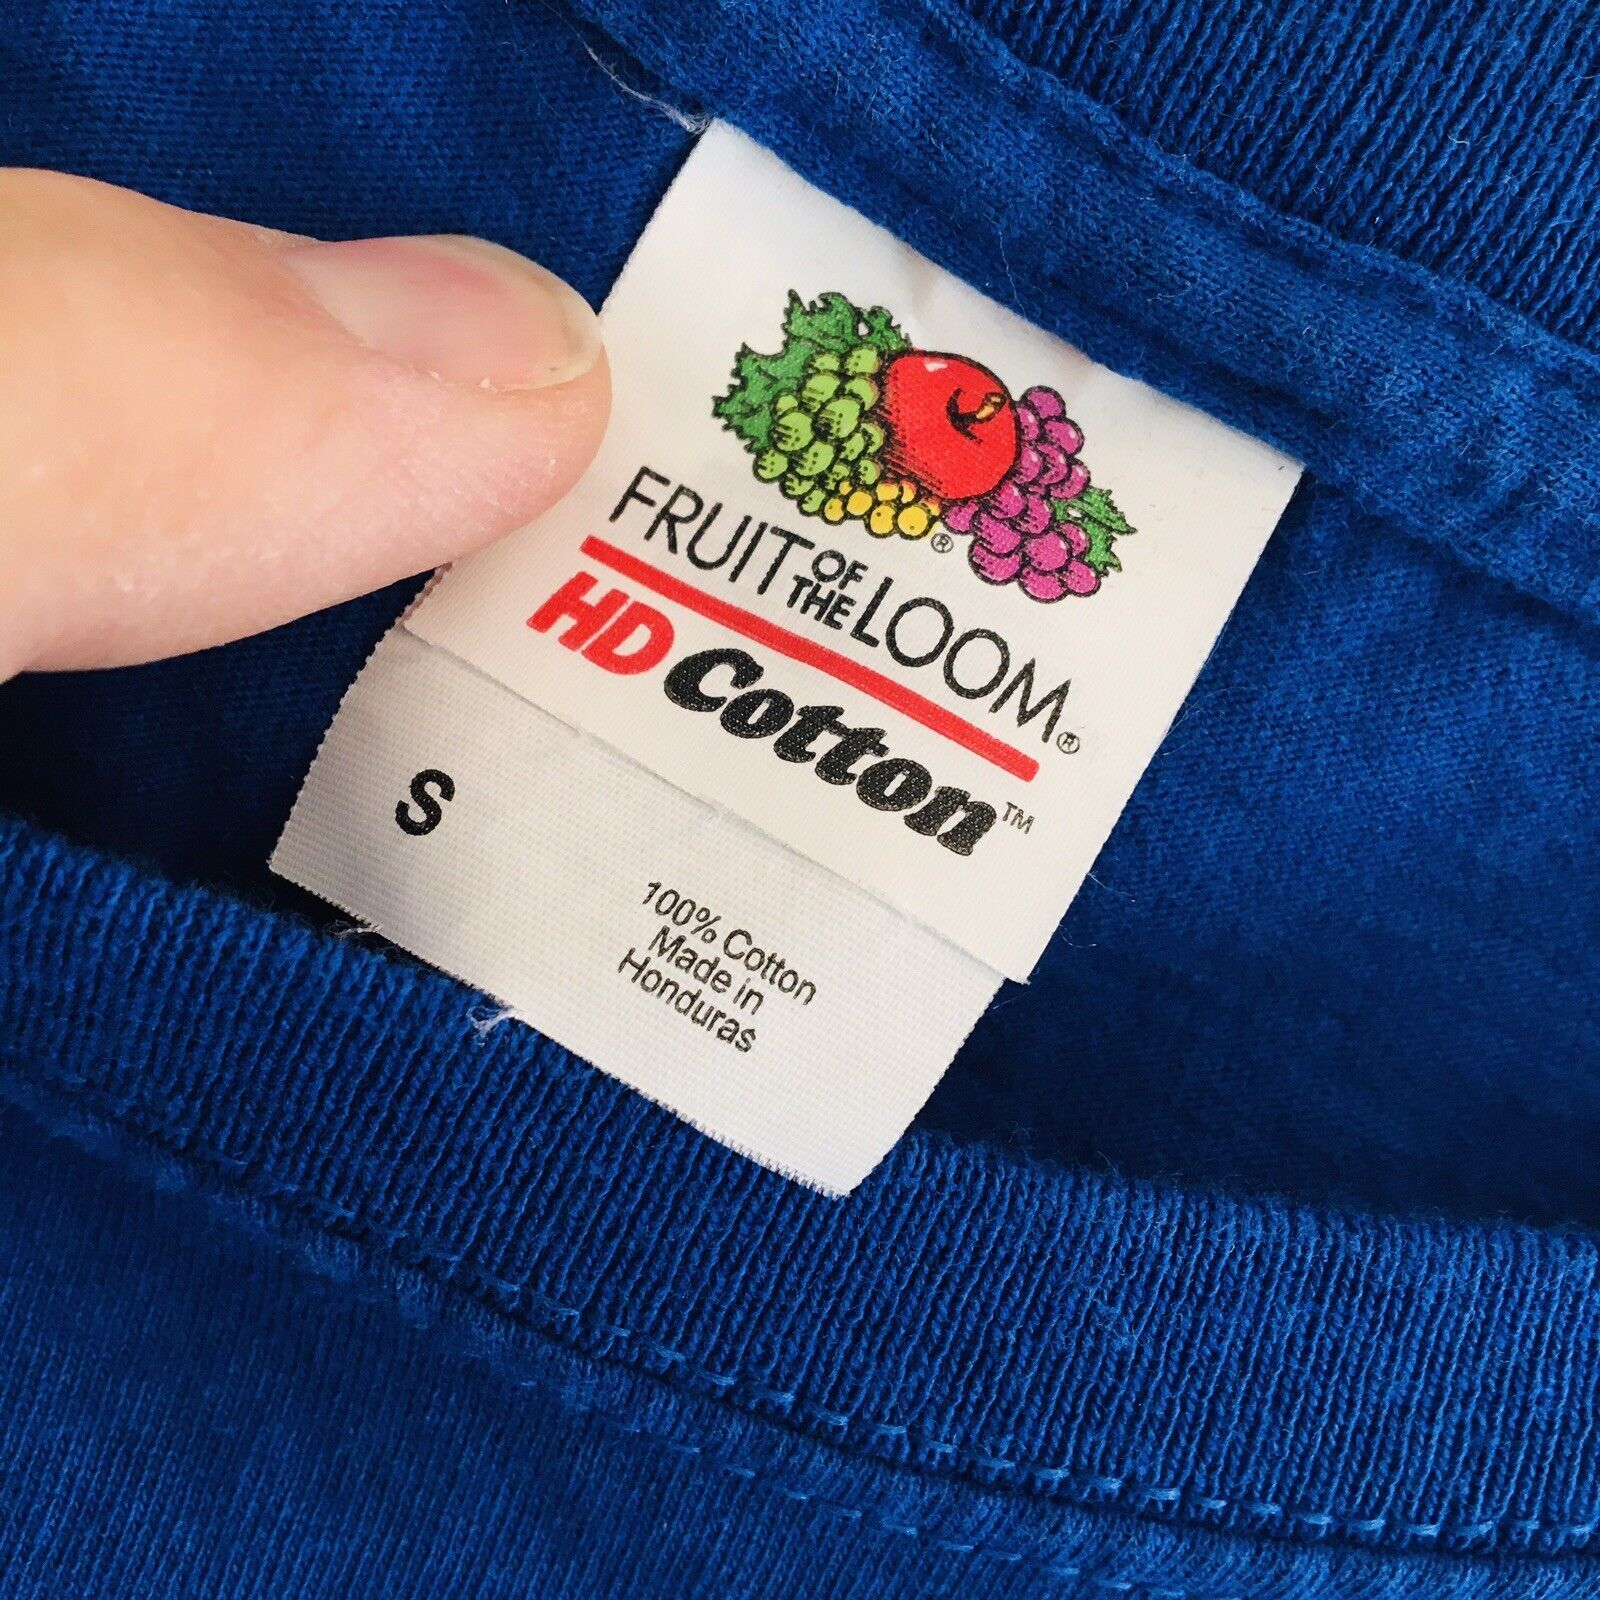 ®
FRUIT OF THE LOOM®
HD Cotton™
S
100% Cotton
Made in
Honduras